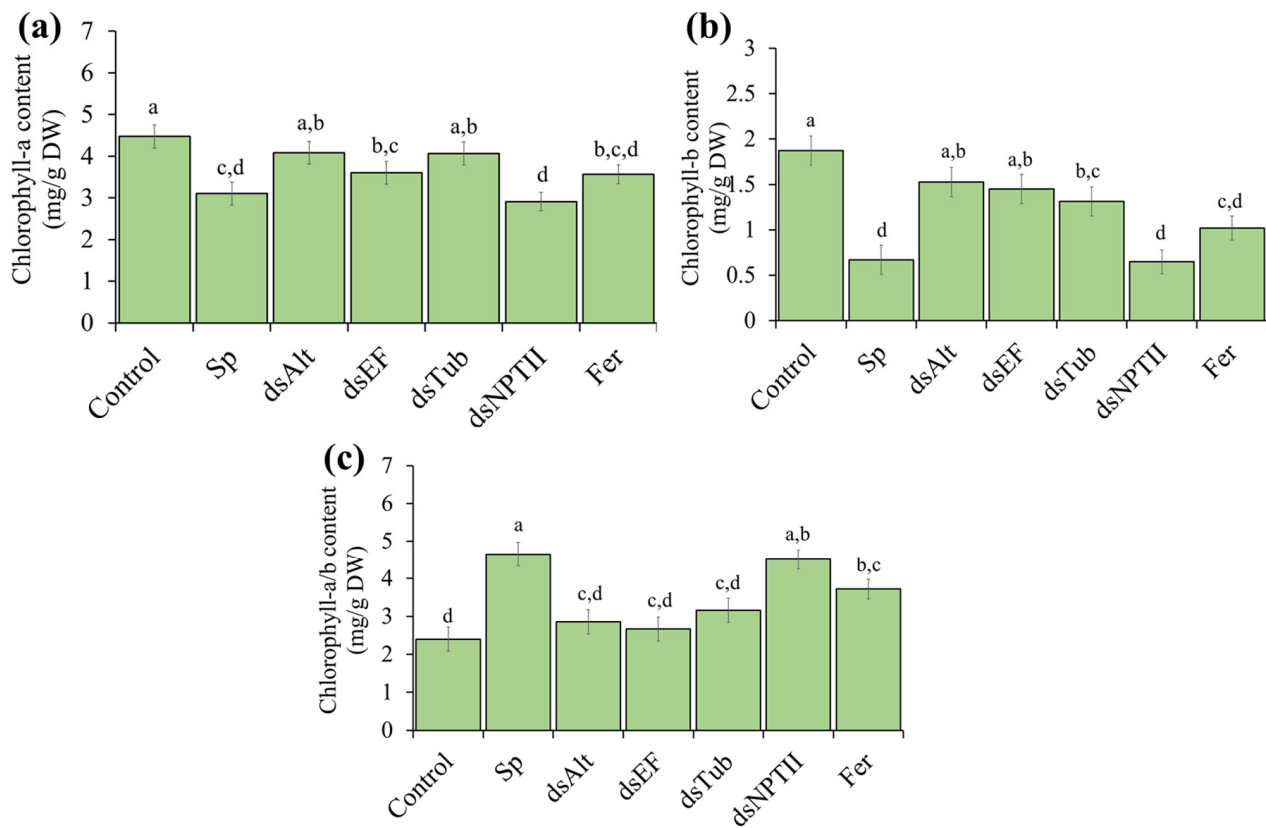 (a)
Chlorophyll-a content
(mg/g DW)
7
6
5
4
3
2
1
0
a
c,d
a,b
b,c
a,b
d
b,c,d
Control
Sp
dsAlt
dsEF
dsTub
dsNPTII
Fer
(b)
Chlorophyll-b content
(mg/g DW)
3
2.5
2
1.5
1
0.5
0
a
d
a,b
a,b
b,c
d
c,d
Control
Sp
dsAlt
dsEF
dsTub
dsNPTII
Fer
(c)
Chlorophyll-a/b content
(mg/g DW)
7
6
5
4
3
2
1
0
d
a
c,d
c,d
c,d
a,b
b,c
Control
Sp
dsAlt
dsEF
dsTub
dsNPTII
Fer